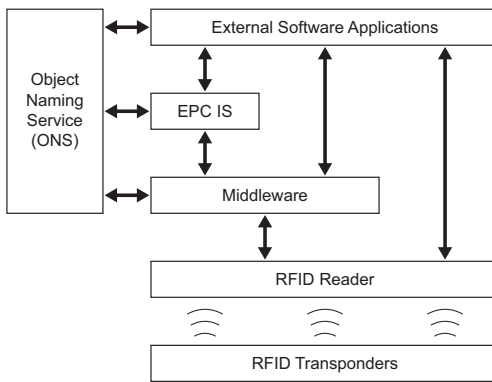 External Software Applications
Object
Naming
Service
(ONS)
EPC IS
Middleware
RFID Reader
RFID Transponders